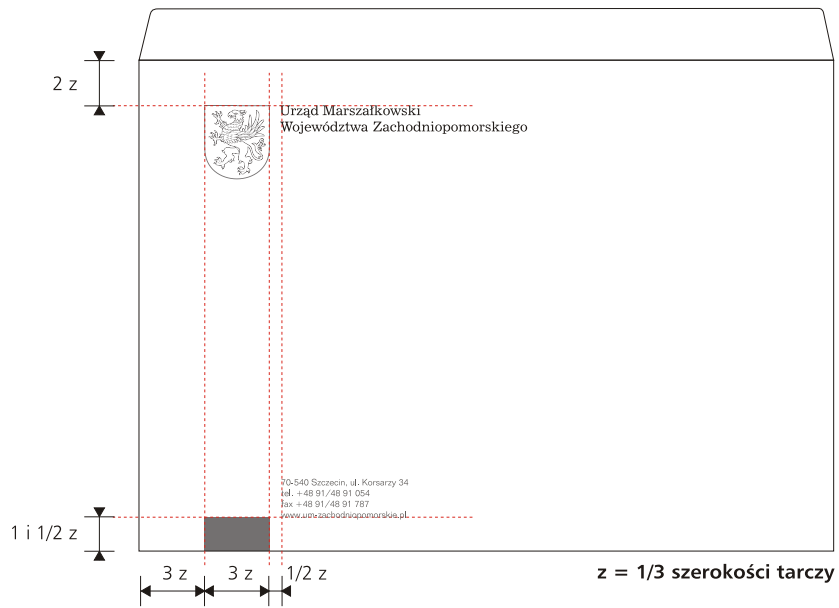 2 z
Urząd Marszałkowski
Województwa Zachodniopomorskiego
70-540 Szczecin, ul. Korsarzy 34
tel. +48 91/48 91 054
fax +48 91/48 91 787
www.um-zachodniopomorskie.pl
1 i 1/2 z
3 z
3 z
1/2 z
z = 1/3 szerokości tarczy